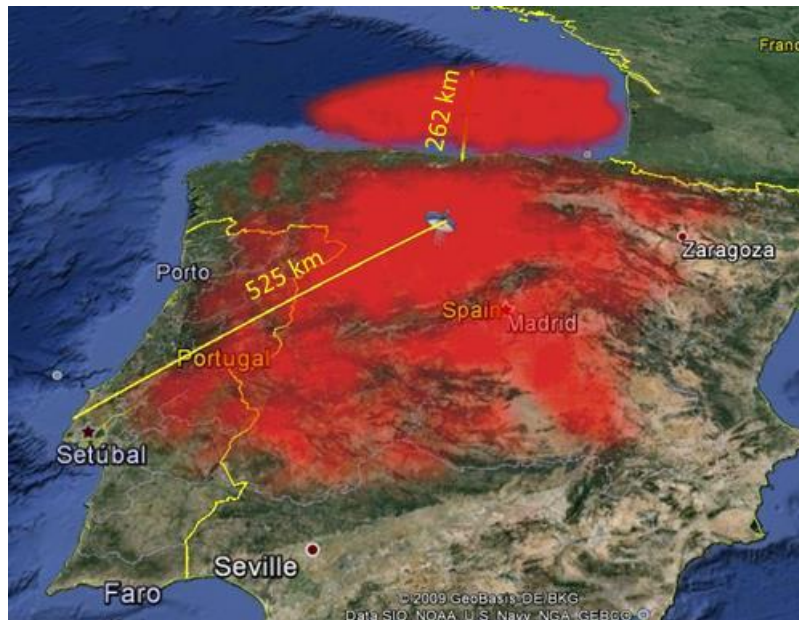 Franc
262 km
Zaragoza
Porto
525 km
Spain
Madrid
Portugal
Setúbal
Seville
Faro
© 2009 GeoBasis-DE/BKG
Data SIO, NOAA, U.S. Navy, NGA, GEBCO